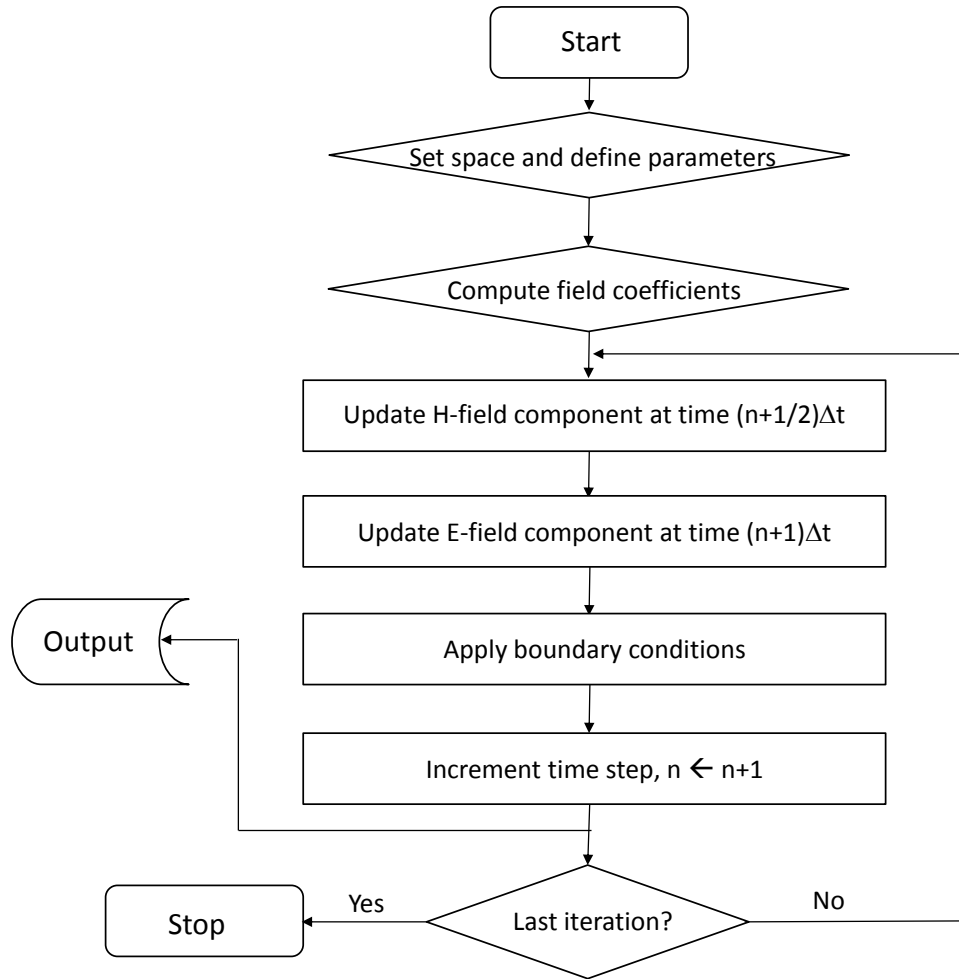 Start
Set space and define parameters
Compute field coefficients
Update H-field component at time (n+1/2)Δt
Update E-field component at time (n+1)Δt
Output
Apply boundary conditions
Increment time step, n ← n+1
Yes
No
Stop
Last iteration?